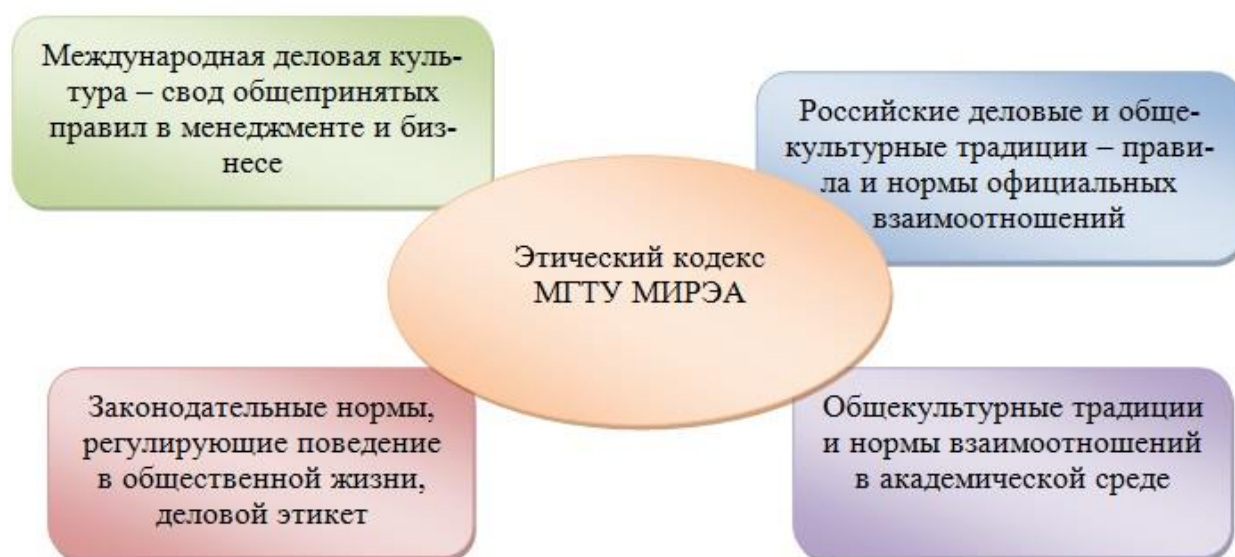 Международная деловая куль-
тура – свод общепринятых
правил в менеджменте и биз-
несе
Российские деловые и обще-
культурные традиции – прави-
ла и нормы официальных
взаимоотношений
Этический кодекс
МГТУ МИРЭА
Законодательные нормы,
регулирующие поведение
в общественной жизни,
деловой этикет
Общекультурные традиции
и нормы взаимоотношений
в академической среде